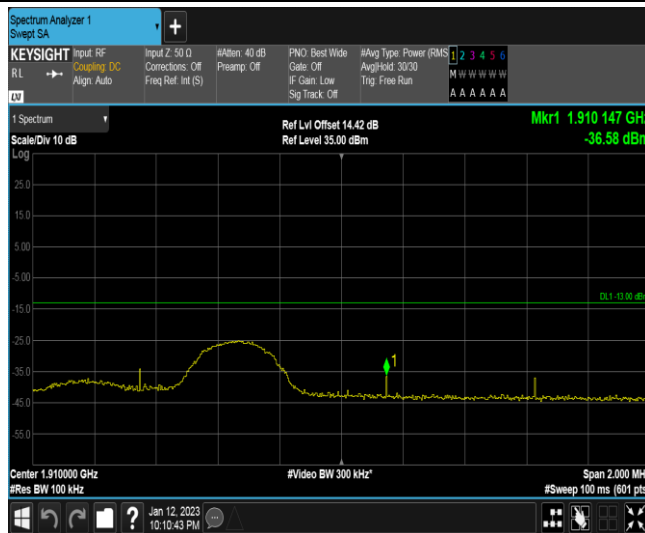 Spectrum Analyzer 1
Swept SA
+
KEYSIGHT
RL
Input: RF
Coupling: DC
Align: Auto
Input Z: 50 Ω
Corrections: Off
Freq Ref: Int (S)
#Atten: 40 dB
Preamp: Off
PNO: Best Wide
Gate: Off
IF Gain: Low
Sig Track: Off
#Avg Type: Power (RMS
Avg|Hold: 30/30
Trig: Free Run
1 2 3 4 5 6
M W W W W W
A A A A A A
1 Spectrum
Scale/Div 10 dB
Ref Lvl Offset 14.42 dB
Ref Level 35.00 dBm
Mkr1 1.910 147 GHz
-36.58 dBm
Log
25.0
15.0
5.00
-5.00
DL1 -13.00 dBm
-15.0
-25.0
1
-35.0
-45.0
-55.0
Center 1.910000 GHz
#Video BW 300 kHz*
Span 2.000 MH
#Res BW 100 kHz
#Sweep 100 ms (601 pts
?
Jan 12, 2023
10:10:43 PM